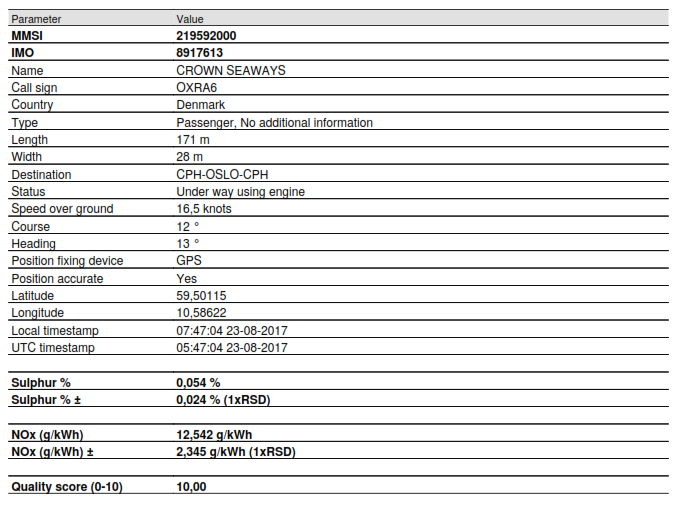 Parameter Value
MMSI 219592000
IMO 8917613
Name CROWN SEAWAYS
Call sign OXRA6
Country Denmark
Type Passenger, No additional information
Length 171 m
Width 28 m
Destination CPH-OSLO-CPH
Status Under way using engine
Speed over ground 16,5 knots
Course 12 °
Heading 13 °
Position fixing device GPS
Position accurate Yes
Latitude 59,50115
Longitude 10,58622
Local timestamp 07:47:04 23-08-2017
UTC timestamp 05:47:04 23-08-2017
Sulphur % 0,054 %
Sulphur % ± 0,024 % (1xRSD)
NOx (g/kWh) 12,542 g/kWh
NOx (g/kWh) ± 2,345 g/kWh (1xRSD)
Quality score (0-10) 10,00